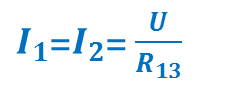 I₁=I₂= U/R₁₃